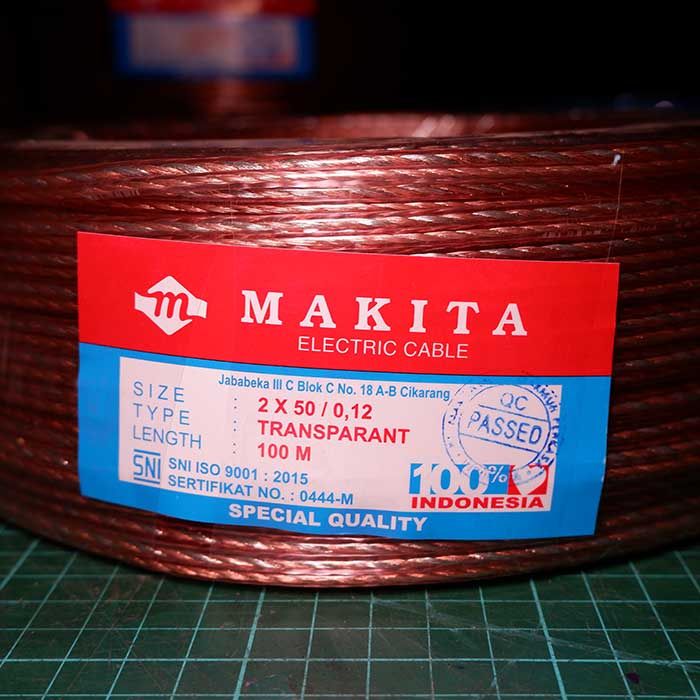 m MAKITA
ELECTRIC CABLE
Jababeka III C Blok C No. 18 A-B Cikarang
SIZE : 2 X 50 / 0,12
TYPE : TRANSPARANT
LENGTH : 100 M
QC
PASSED
SNI SNI ISO 9001 : 2015
SERTIFIKAT NO. : 0444-M
100%
INDONESIA
SPECIAL QUALITY